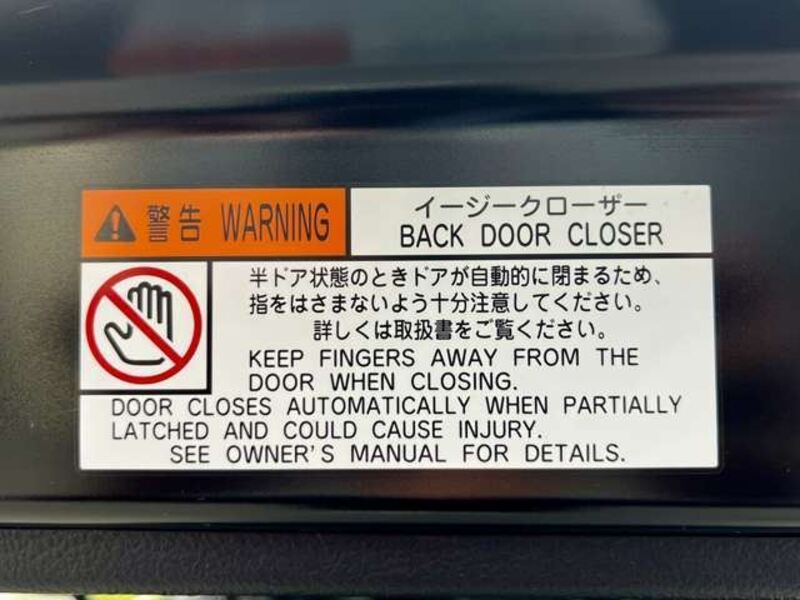 警告 WARNING
イージークローザー
BACK DOOR CLOSER
半ドア状態のときドアが自動的に閉まるため、
指をはさまないよう十分注意してください。
詳しくは取扱書をご覧ください。
KEEP FINGERS AWAY FROM THE
DOOR WHEN CLOSING.
DOOR CLOSES AUTOMATICALLY WHEN PARTIALLY
LATCHED AND COULD CAUSE INJURY.
SEE OWNER'S MANUAL FOR DETAILS.